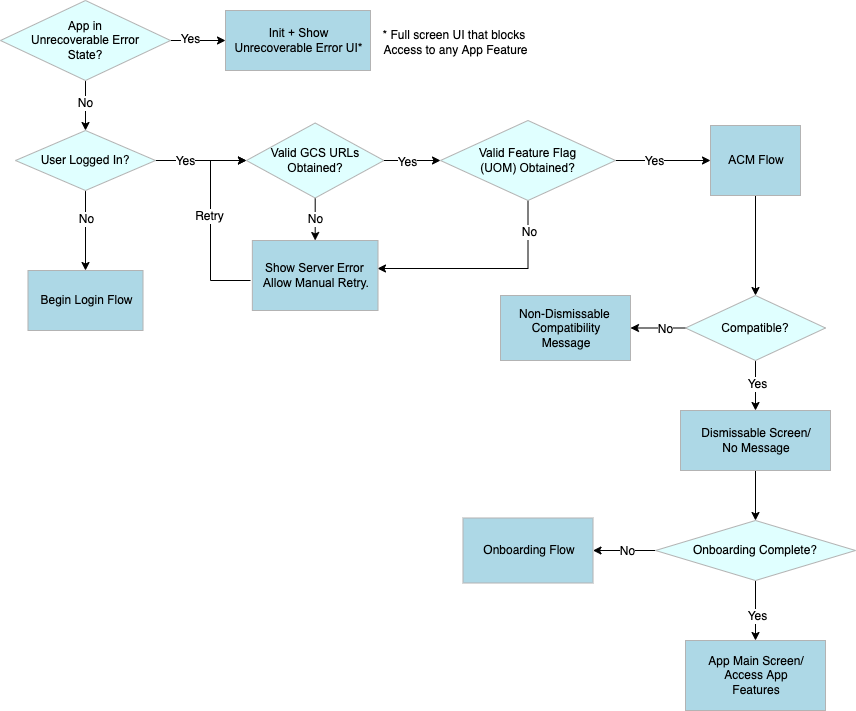 App in
Unrecoverable Error
State?
Yes
Init + Show
Unrecoverable Error UI*
* Full screen UI that blocks
Access to any App Feature
No
User Logged In?
Yes
Valid GCS URLs
Obtained?
Yes
Valid Feature Flag
(UOM) Obtained?
Yes
ACM Flow
No
Retry
No
No
Begin Login Flow
Show Server Error
Allow Manual Retry.
Non-Dismissable
Compatibility
Message
No
Compatible?
Yes
Dismissable Screen/
No Message
Onboarding Flow
No
Onboarding Complete?
Yes
App Main Screen/
Access App
Features